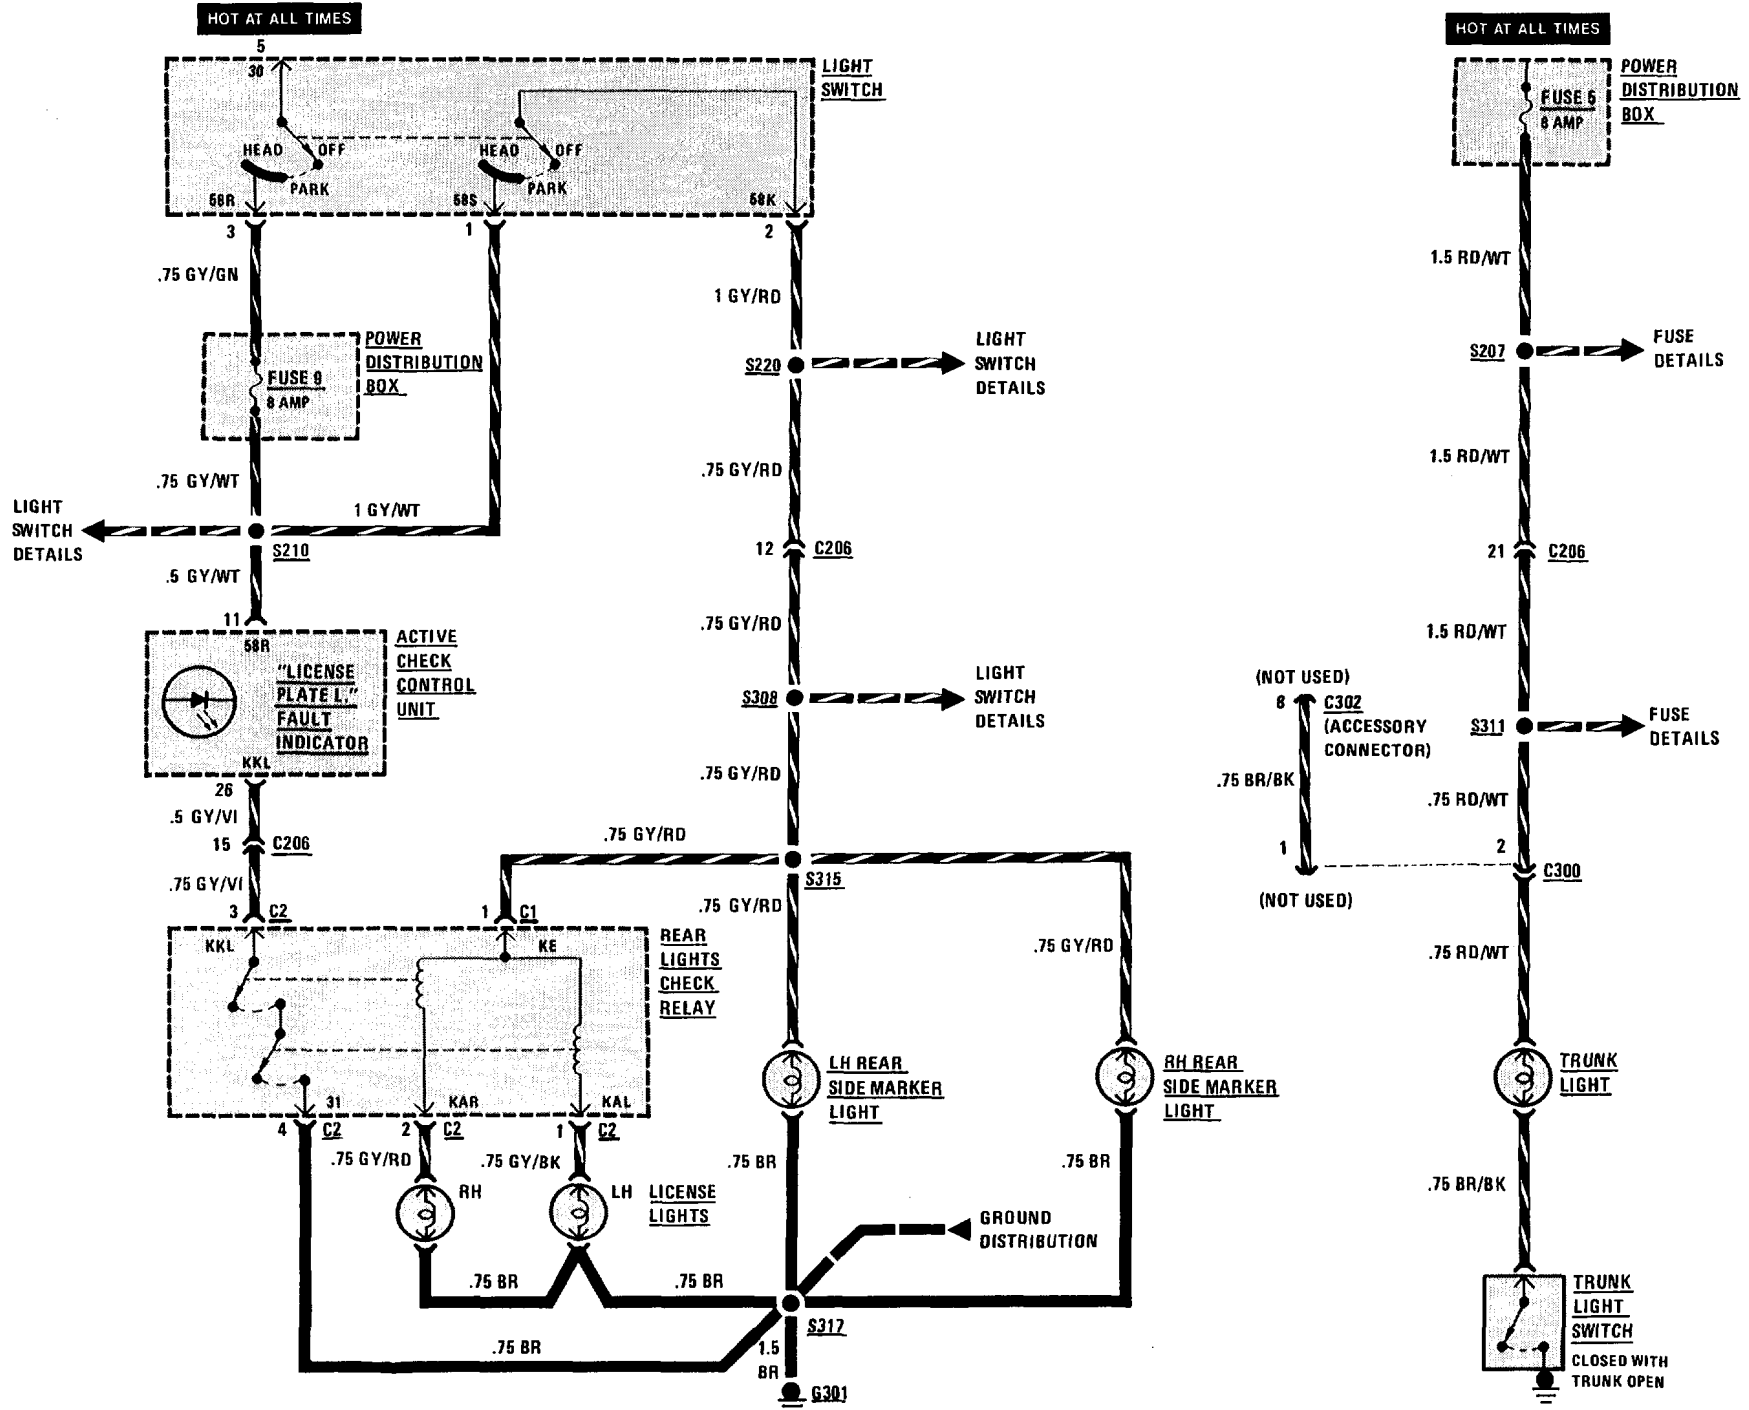 HOT AT ALL TIMES
5
30
LIGHT
SWITCH
HEAD
OFF
PARK
HEAD
OFF
PARK
58R
58S
58K
3
1
2
.75 GY/GN
1 GY/RD
POWER
DISTRIBUTION
BOX
FUSE 9
8 AMP
S220
LIGHT
SWITCH
DETAILS
.75 GY/WT
1 GY/WT
.75 GY/RD
LIGHT
SWITCH
DETAILS
S210
.5 GY/WT
12
C206
11
58R
"LICENSE
PLATE L."
FAULT
INDICATOR
KKL
ACTIVE
CHECK
CONTROL
UNIT
.75 GY/RD
S308
LIGHT
SWITCH
DETAILS
26
.5 GY/VI
15
C206
.75 GY/VI
3
C2
.75 GY/RD
.75 GY/RD
S315
.75 GY/RD
.75 GY/RD
1
C1
KKL
KE
REAR
LIGHTS
CHECK
RELAY
31
KAR
KAL
4
C2
2
C2
1
C2
.75 GY/RD
.75 GY/BK
RH
LH
LICENSE
LIGHTS
LH REAR
SIDE MARKER
LIGHT
RH REAR
SIDE MARKER
LIGHT
.75 BR
.75 BR
GROUND
DISTRIBUTION
.75 BR
.75 BR
S317
.75 BR
1.5
BR
G301
HOT AT ALL TIMES
FUSE 5
8 AMP
POWER
DISTRIBUTION
BOX
1.5 RD/WT
S207
FUSE
DETAILS
1.5 RD/WT
21
C206
1.5 RD/WT
(NOT USED)
8
C302
(ACCESSORY
CONNECTOR)
.75 BR/BK
1
(NOT USED)
S311
FUSE
DETAILS
.75 RD/WT
2
C300
.75 RD/WT
TRUNK
LIGHT
.75 BR/BK
TRUNK
LIGHT
SWITCH
CLOSED WITH
TRUNK OPEN